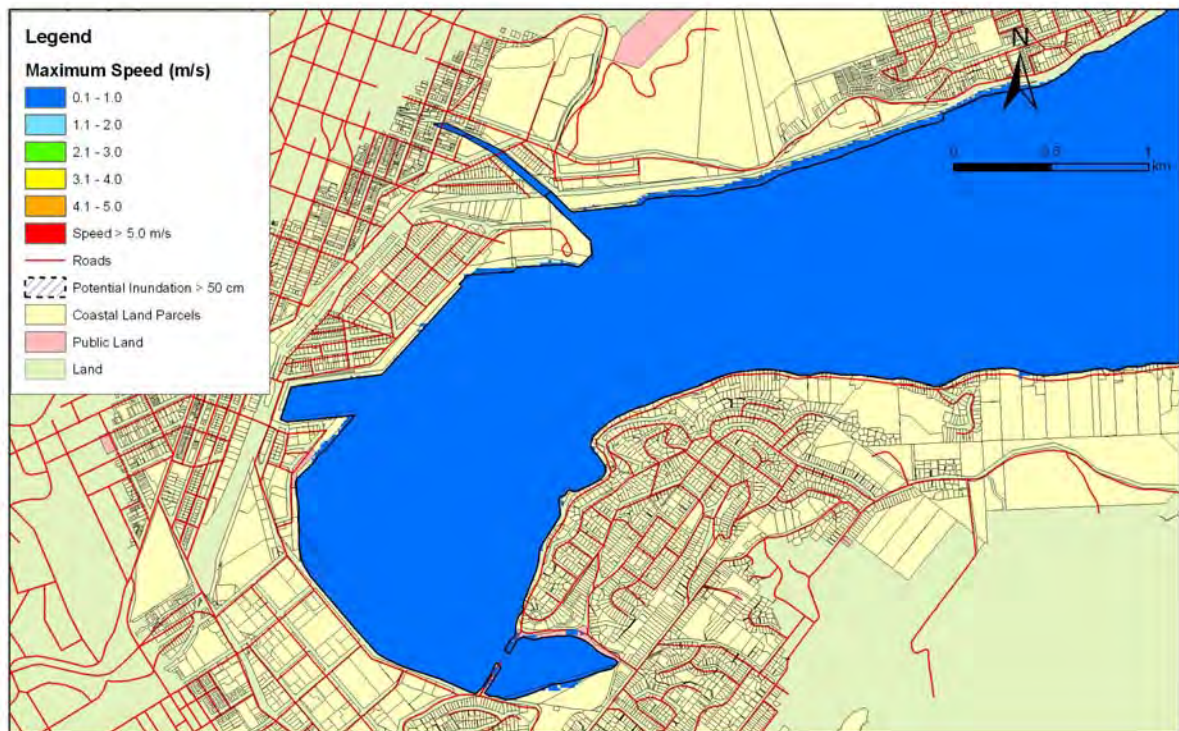 Legend
Maximum Speed (m/s)
0.1 - 1.0
1.1 - 2.0
2.1 - 3.0
3.1 - 4.0
4.1 - 5.0
Speed > 5.0 m/s
Roads
Potential Inundation > 50 cm
Coastal Land Parcels
Public Land
Land
N
0 0.5 1
km